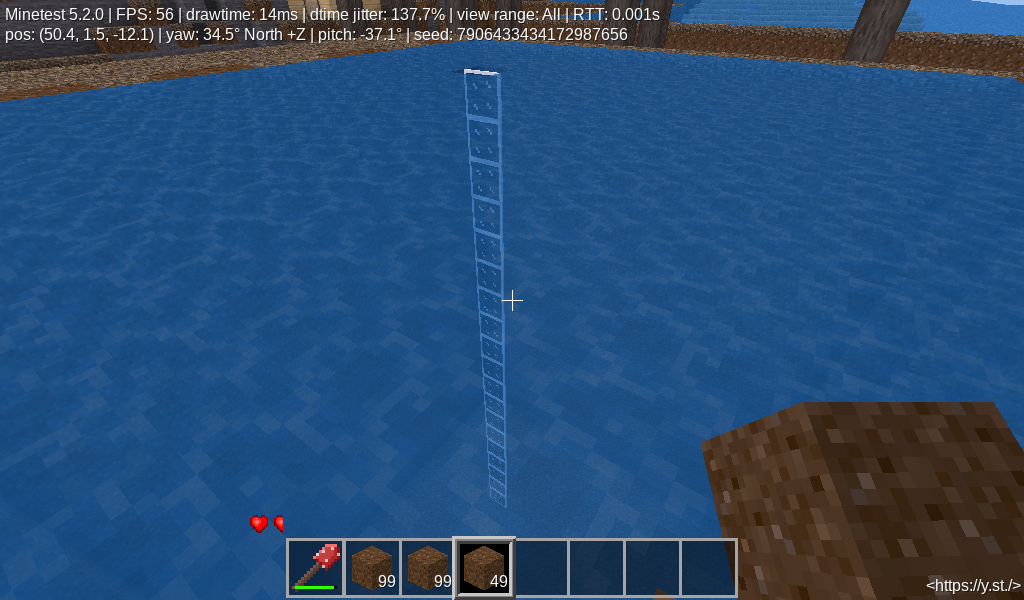 Minetest 5.2.0 | FPS: 56 | drawtime: 14ms | dtime jitter: 137.7% | view range: All | RTT: 0.001s
pos: (50.4, 1.5, -12.1) | yaw: 34.5° North +Z | pitch: -37.1° | seed: 7906433434172987656
99 99 49
<https://y.st./>